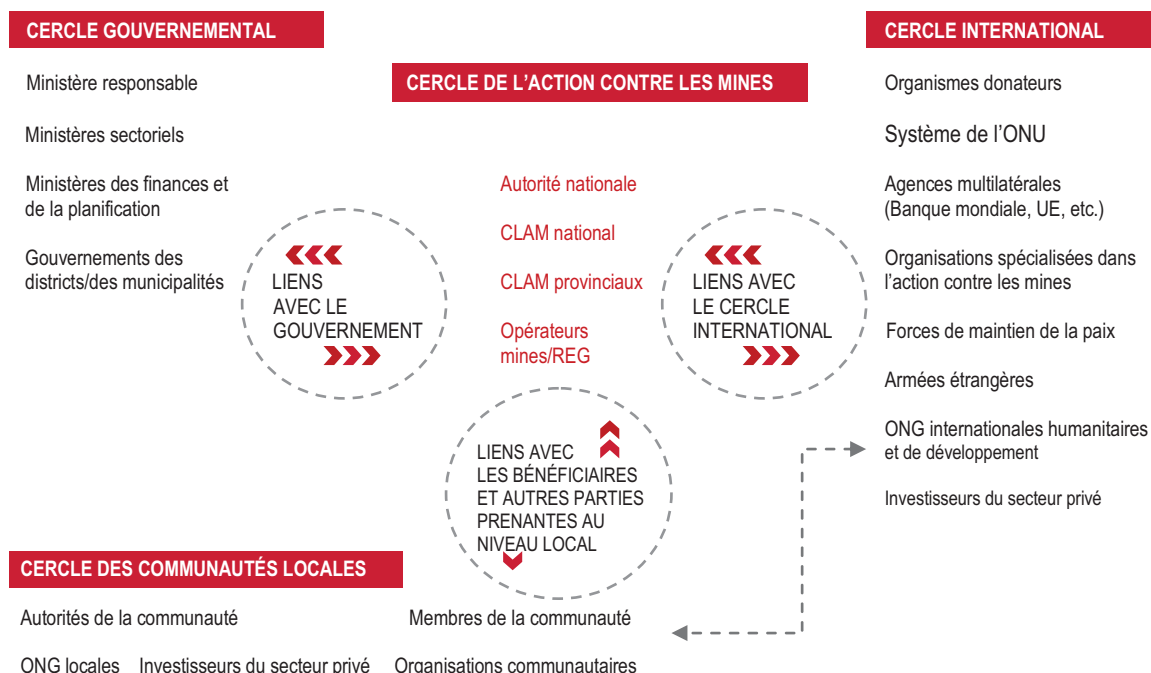 CERCLE GOUVERNEMENTAL
Ministère responsable
Ministères sectoriels
Ministères des finances et
de la planification
Gouvernements des
districts/des municipalités
LIENS
AVEC LE
GOUVERNEMENT
CERCLE DE L’ACTION CONTRE LES MINES
Autorité nationale
CLAM national
CLAM provinciaux
Opérateurs
mines/REG
LIENS AVEC
LE CERCLE
INTERNATIONAL
CERCLE INTERNATIONAL
Organismes donateurs
Système de l’ONU
Agences multilatérales
(Banque mondiale, UE, etc.)
Organisations spécialisées dans
l’action contre les mines
Forces de maintien de la paix
Armées étrangères
ONG internationales humanitaires
et de développement
Investisseurs du secteur privé
LIENS AVEC
LES BÉNÉFICIAIRES
ET AUTRES PARTIES
PRENANTES AU
NIVEAU LOCAL
CERCLE DES COMMUNAUTÉS LOCALES
Autorités de la communauté
Membres de la communauté
ONG locales
Investisseurs du secteur privé
Organisations communautaires